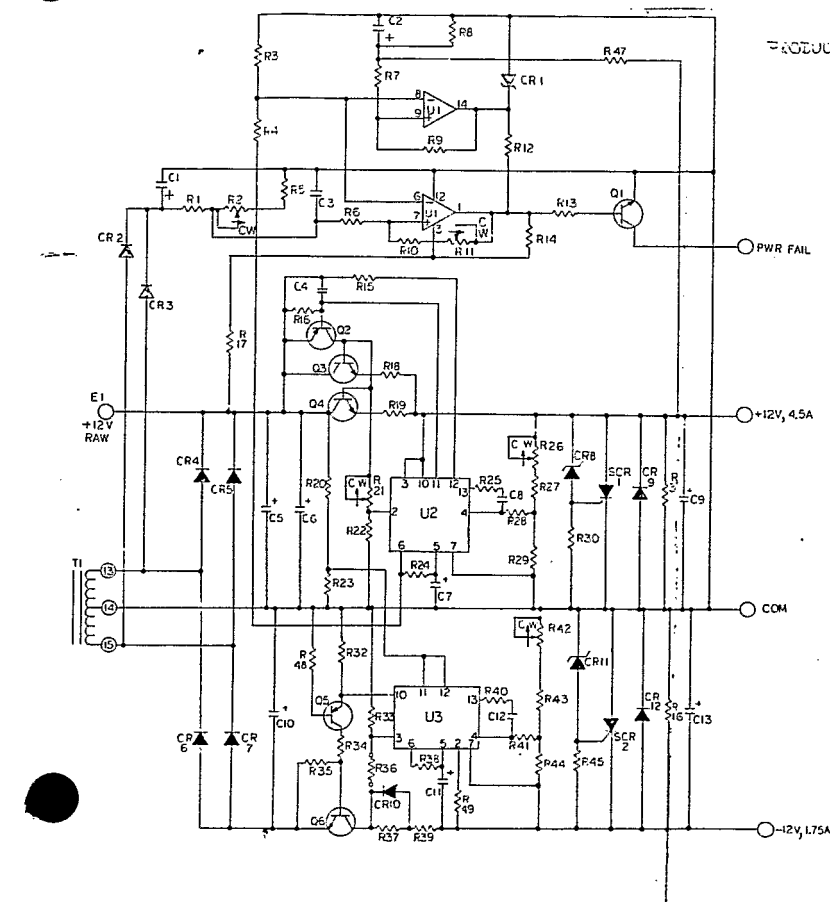 C2
+
R8
R3
R47
R7
CR1
8
U1
14
9
R4
R9
R12
C1
+
R5
C3
R1
R2
CW
R6
6
12
U1
1
7
3
C
W
R10
R11
R13
Q1
R14
PWR FAIL
CR2
CR3
C4
R15
R16
Q2
R
17
Q3
R18
Q4
R19
E1
+12V
RAW
+12V, 4.5A
CR4
CR5
R20
C W
R
21
R22
3
10
11
12
13
R25
C8
2
U2
4
R28
6
5
7
C W
R26
R27
R29
CR8
SCR
1
CR
9
R
C9
+
R30
C5
+
C6
+
R24
C7
+
R23
T1
13
14
15
COM
R
48
R32
C W
R42
Q5
10
11
12
13
R40
C12
R33
3
U3
4
R41
6
5
2
7
R43
R44
CR11
SCR
2
CR
12
R
16
C13
+
R45
CR
6
CR
7
C10
+
R34
R35
R36
R38
C11
+
R
49
CR10
Q6
R37
R39
-12V, 1.75A